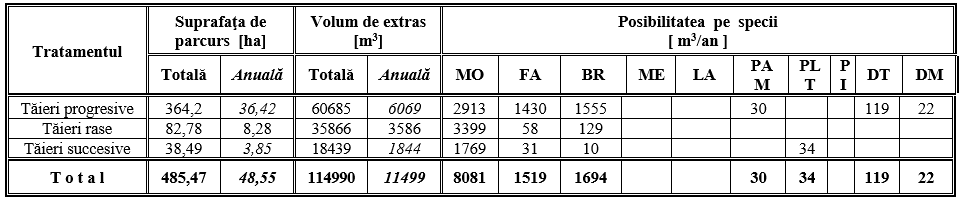 Tratamentul Suprafața de parcurs [ha] Volum de extras [m³] Posibilitatea pe specii [ m³/an ]
Totală Anuală Totală Anuală MO FA BR ME LA PAM PLT PI DT DM
Tăieri progresive 364,2 36,42 60685 6069 2913 1430 1555 30 119 22
Tăieri rase 82,78 8,28 35866 3586 3399 58 129
Tăieri succesive 38,49 3,85 18439 1844 1769 31 10 34
T o t a l 485,47 48,55 114990 11499 8081 1519 1694 30 34 119 22